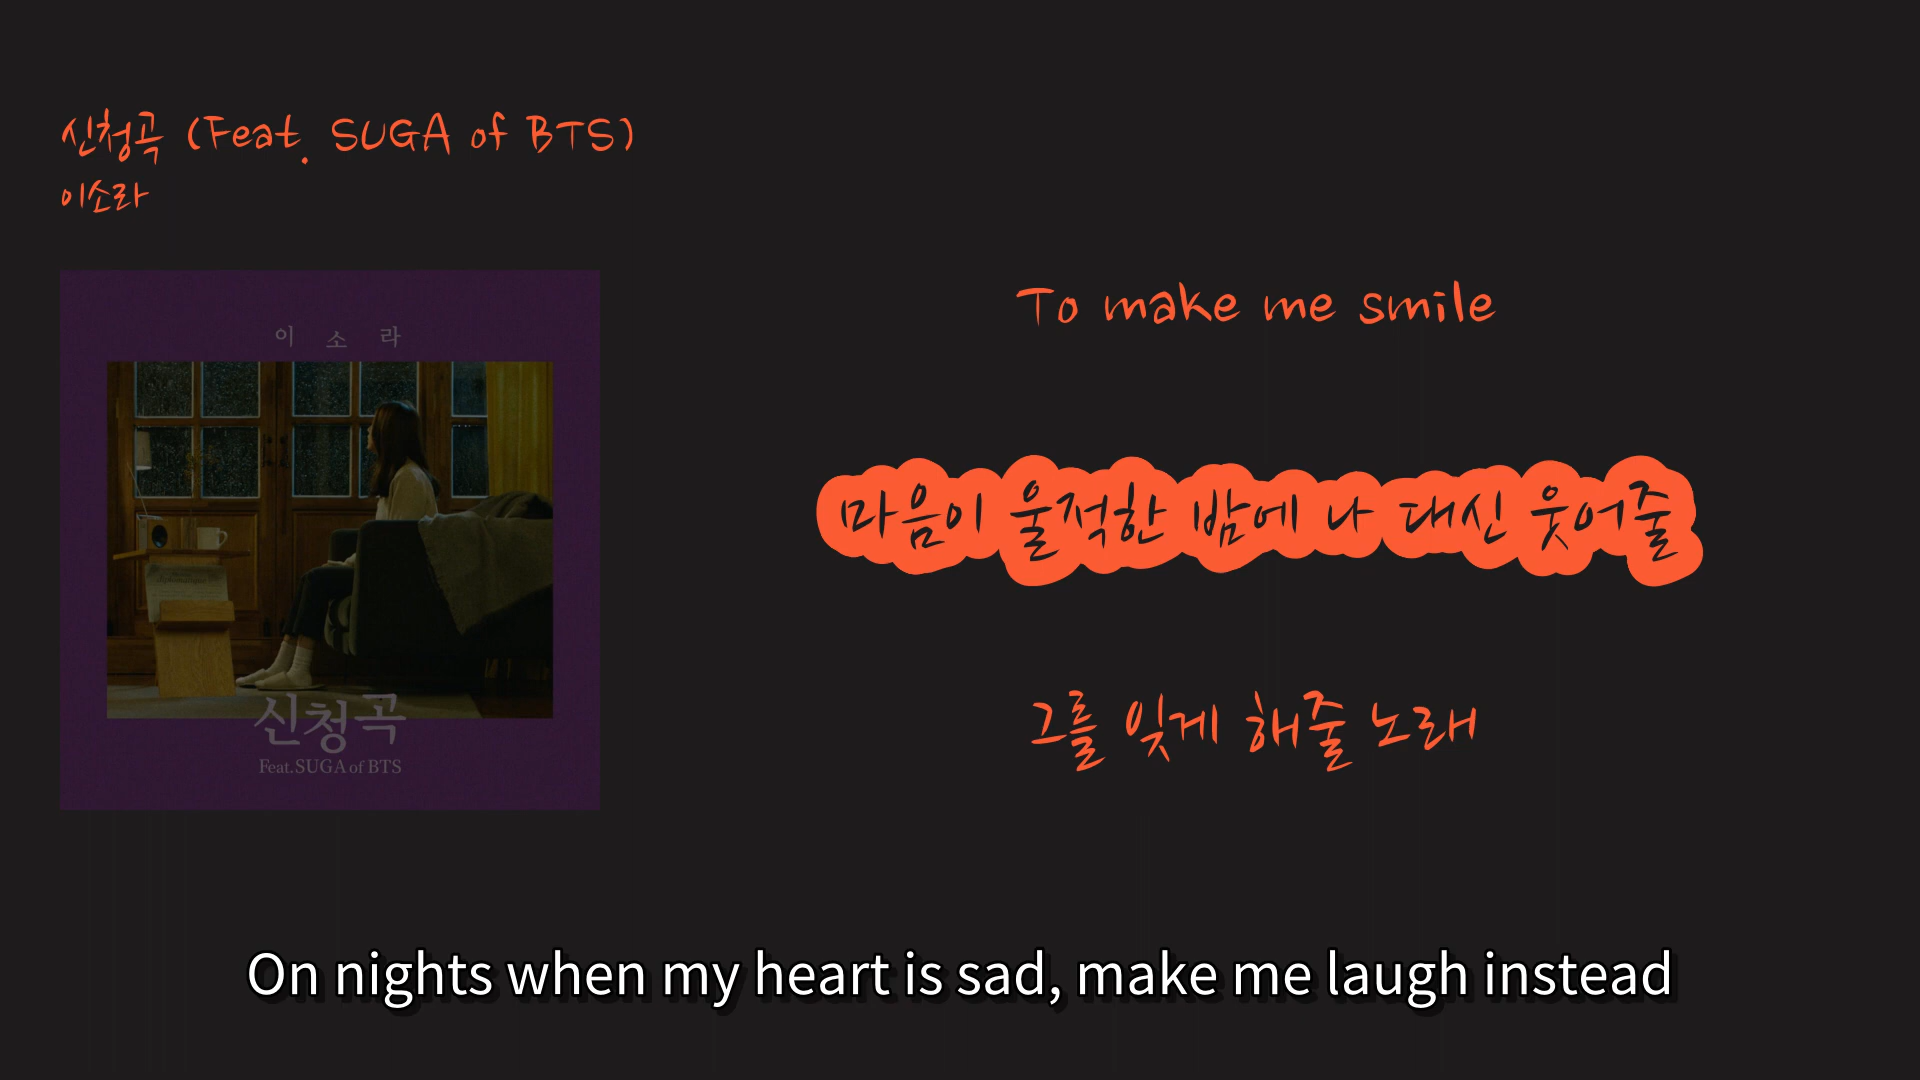 신청곡 (Feat. SUGA of BTS)
이소라
이 소 라
신청곡
Feat. SUGA of BTS
To make me smile
마음이 울적한 밤에 나 대신 웃어줄
그를 잊게 해줄 노래
On nights when my heart is sad, make me laugh instead